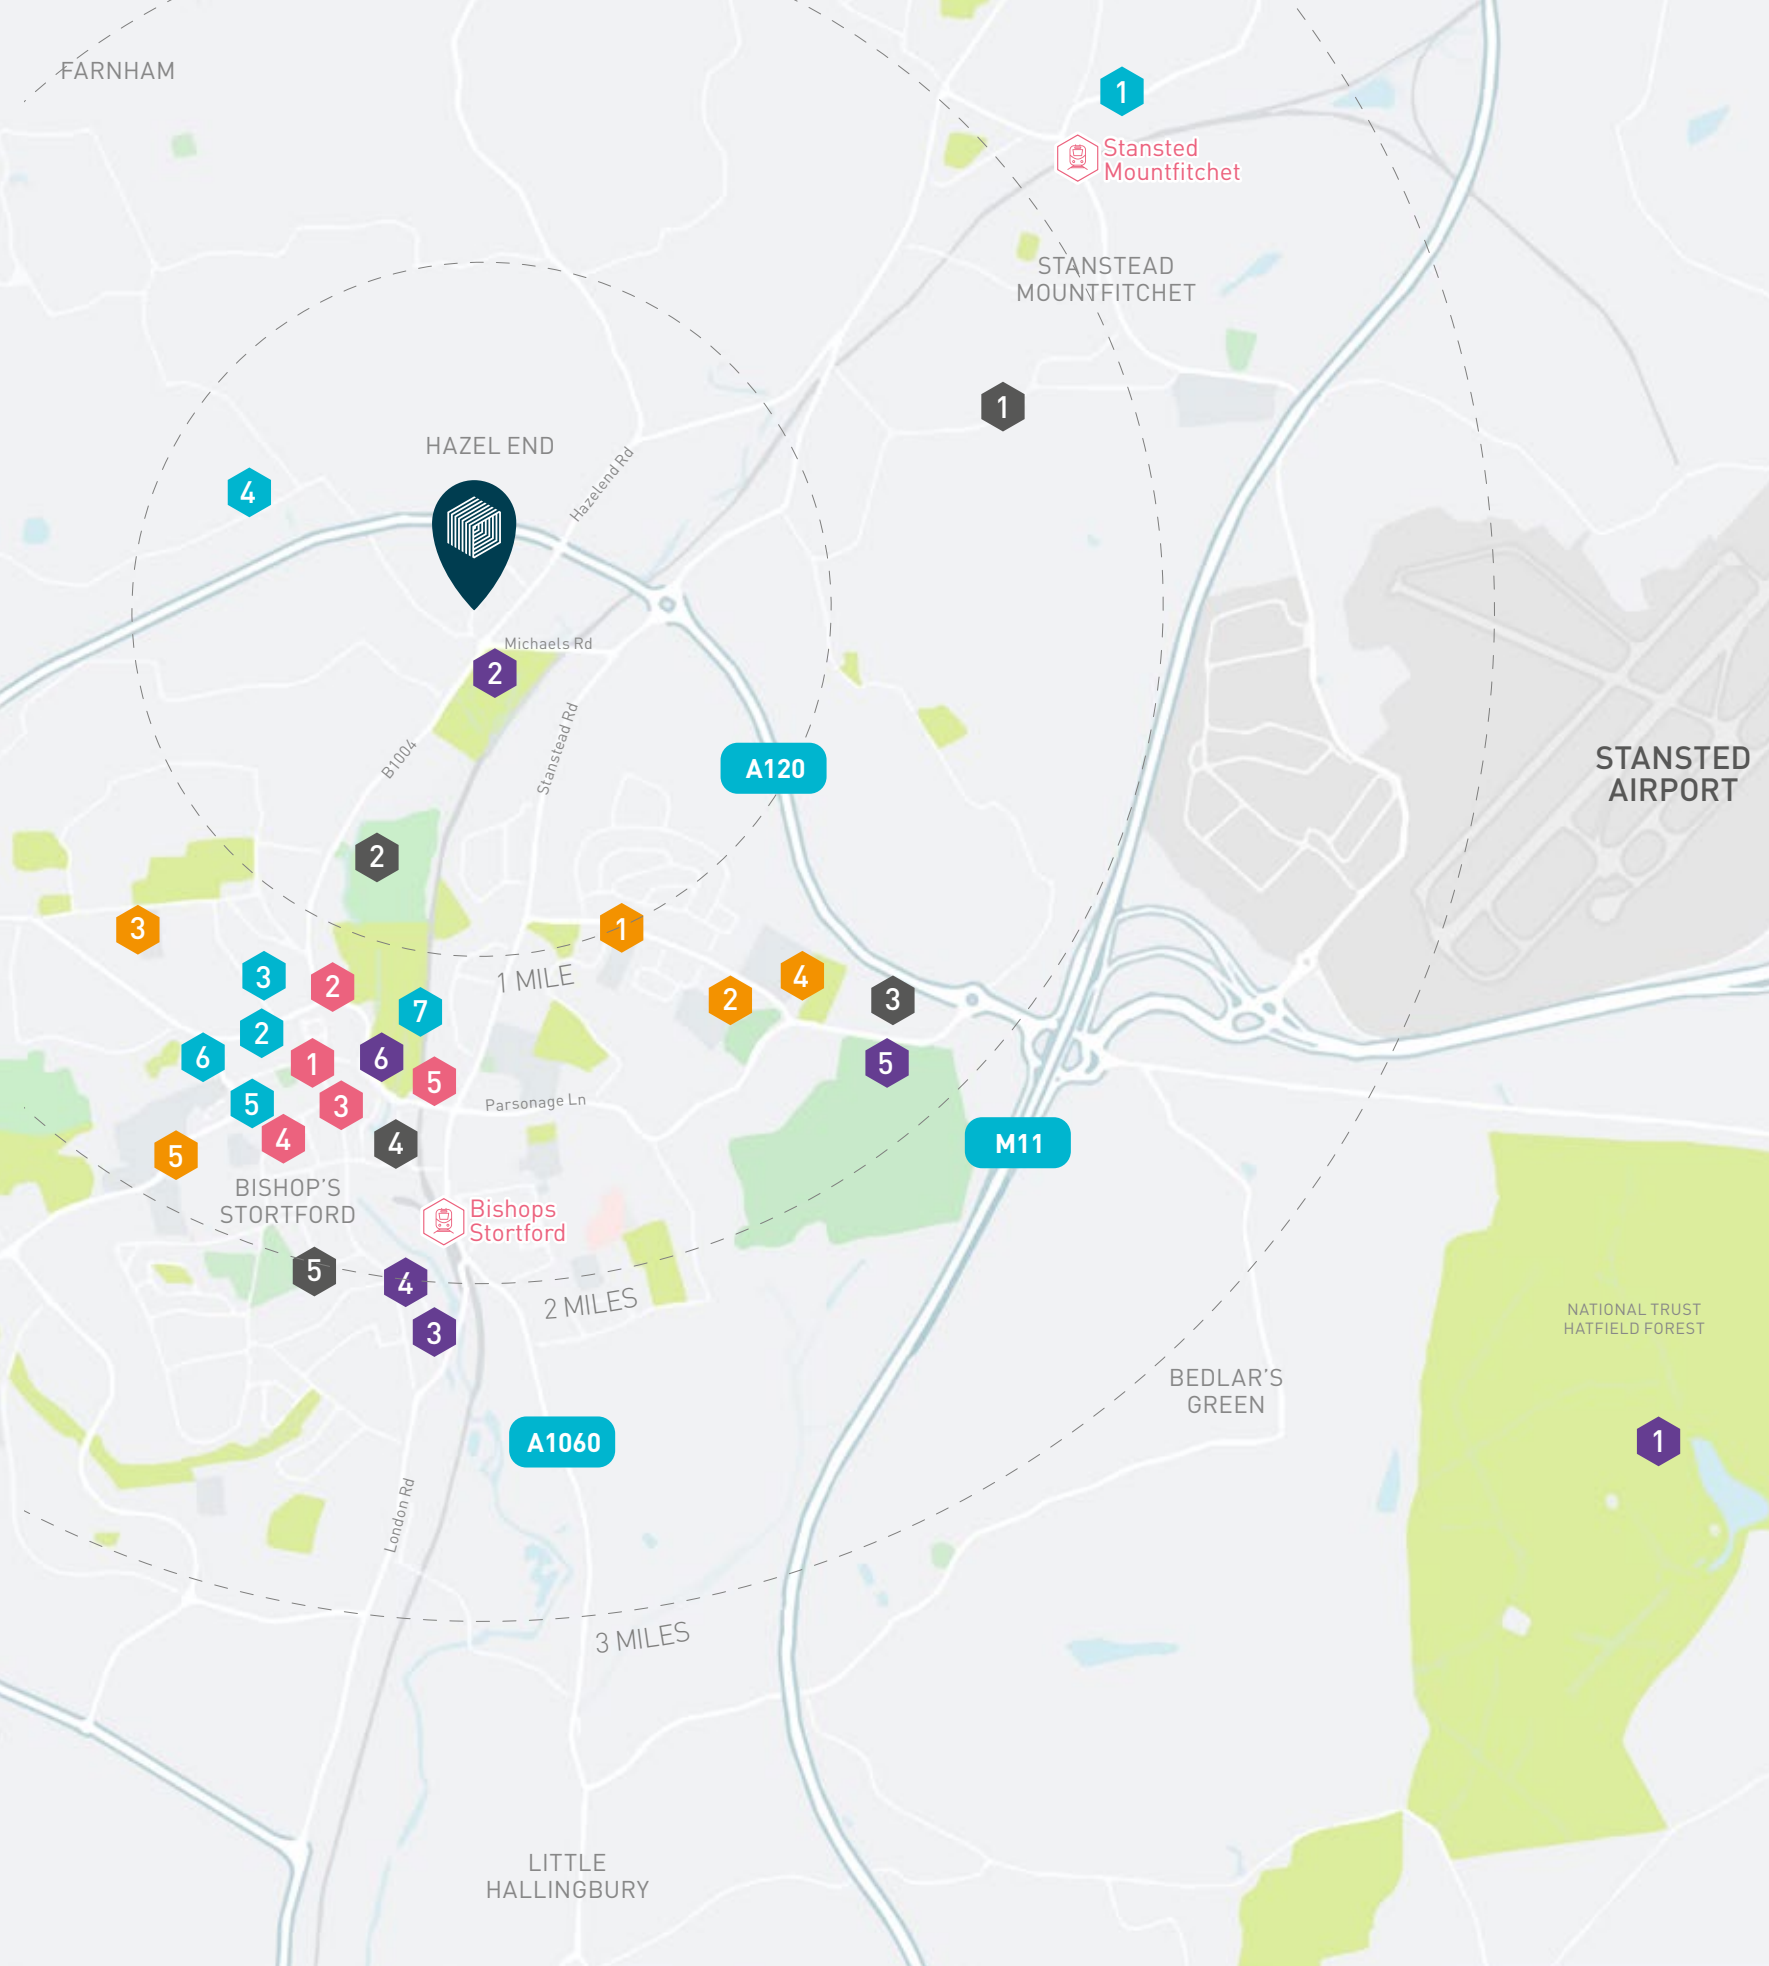 FARNHAM
1
Stansted
Mountfitchet
STANSTEAD
MOUNTFITCHET
1
HAZEL END
Hazelend Rd
4
Michaels Rd
2
Stanstead Rd
B1004
A120
STANSTED
AIRPORT
2
3
1
1 MILE
3
2
7
2
4
3
2
6
1
6
5
5
5
3
Parsonage Ln
4
4
5
M11
BISHOP'S
STORTFORD
Bishops
Stortford
5
4
2 MILES
3
NATIONAL TRUST
HATFIELD FOREST
BEDLAR'S
GREEN
1
A1060
London Rd
3 MILES
LITTLE
HALLINGBURY